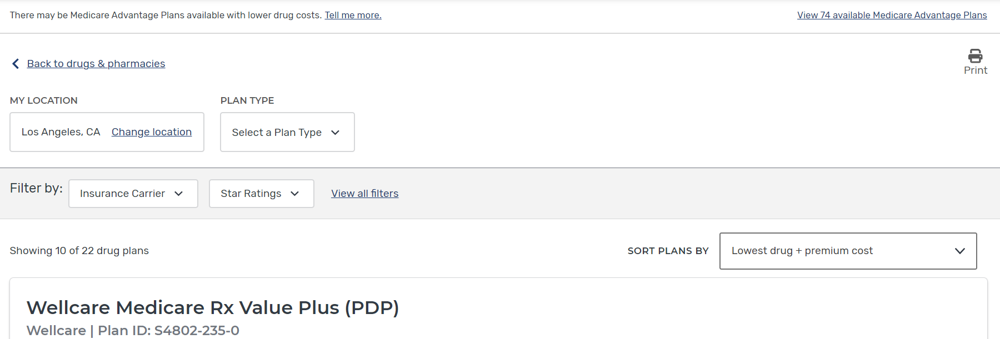 There may be Medicare Advantage Plans available with lower drug costs. Tell me more. View 74 available Medicare Advantage Plans
Back to drugs & pharmacies
Print
MY LOCATION PLAN TYPE
Los Angeles, CA Change location Select a Plan Type
Filter by: Insurance Carrier Star Ratings View all filters
Showing 10 of 22 drug plans SORT PLANS BY Lowest drug + premium cost
Wellcare Medicare Rx Value Plus (PDP)
Wellcare | Plan ID: S4802-235-0